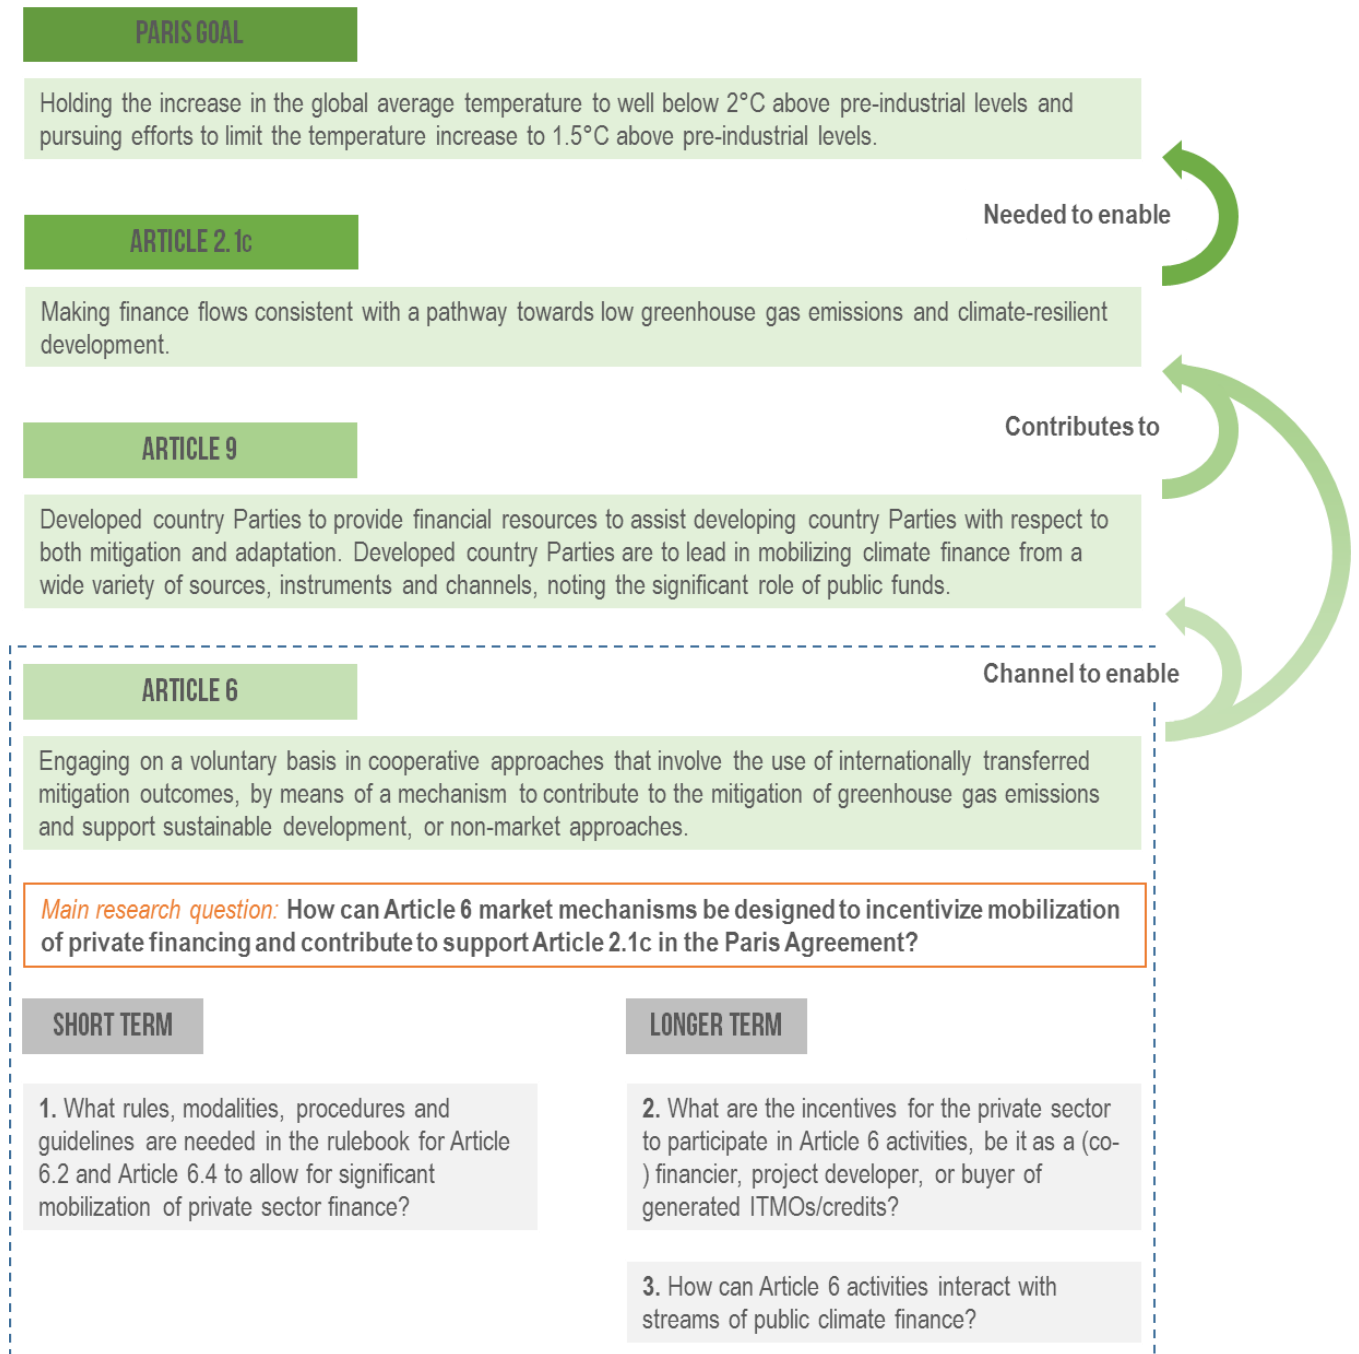 PARIS GOAL
Holding the increase in the global average temperature to well below 2°C above pre-industrial levels and
pursuing efforts to limit the temperature increase to 1.5°C above pre-industrial levels.
Needed to enable
ARTICLE 2.1c
Making finance flows consistent with a pathway towards low greenhouse gas emissions and climate-resilient
development.
Contributes to
ARTICLE 9
Developed country Parties to provide financial resources to assist developing country Parties with respect to
both mitigation and adaptation. Developed country Parties are to lead in mobilizing climate finance from a
wide variety of sources, instruments and channels, noting the significant role of public funds.
Channel to enable
ARTICLE 6
Engaging on a voluntary basis in cooperative approaches that involve the use of internationally transferred
mitigation outcomes, by means of a mechanism to contribute to the mitigation of greenhouse gas emissions
and support sustainable development, or non-market approaches.
Main research question: How can Article 6 market mechanisms be designed to incentivize mobilization
of private financing and contribute to support Article 2.1c in the Paris Agreement?
SHORT TERM
1. What rules, modalities, procedures and
guidelines are needed in the rulebook for Article
6.2 and Article 6.4 to allow for significant
mobilization of private sector finance?
LONGER TERM
2. What are the incentives for the private sector
to participate in Article 6 activities, be it as a (co-
) financier, project developer, or buyer of
generated ITMOs/credits?
3. How can Article 6 activities interact with
streams of public climate finance?